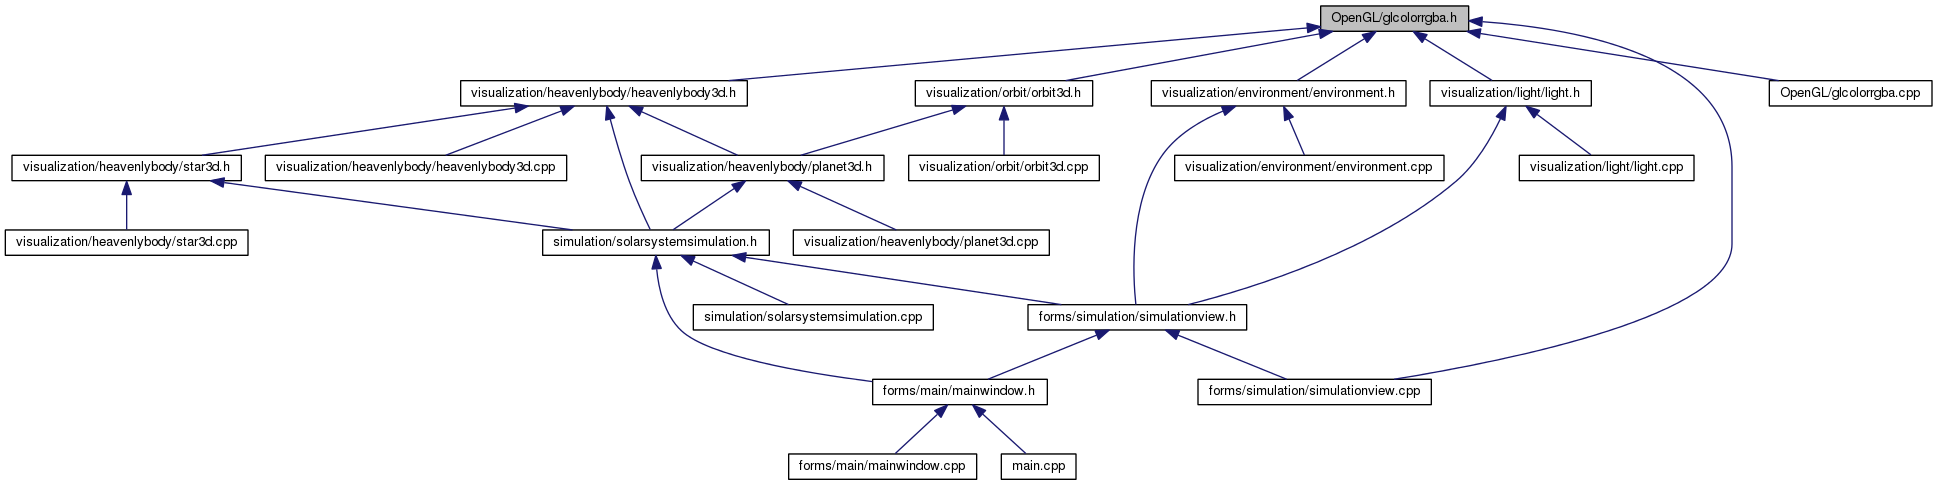 OpenGL/glcolorrgba.h
visualization/heavenlybody/heavenlybody3d.h
visualization/orbit/orbit3d.h
visualization/environment/environment.h
visualization/light/light.h
OpenGL/glcolorrgba.cpp
visualization/heavenlybody/star3d.h
visualization/heavenlybody/heavenlybody3d.cpp
visualization/heavenlybody/planet3d.h
visualization/orbit/orbit3d.cpp
visualization/environment/environment.cpp
visualization/light/light.cpp
visualization/heavenlybody/star3d.cpp
simulation/solarsystemsimulation.h
visualization/heavenlybody/planet3d.cpp
simulation/solarsystemsimulation.cpp
forms/simulation/simulationview.h
forms/main/mainwindow.h
forms/simulation/simulationview.cpp
forms/main/mainwindow.cpp
main.cpp